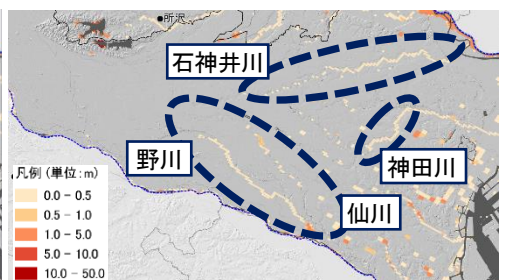 ●所沢
石神井川
野川
神田川
仙川
凡例 (単位:m)
0.0 - 0.5
0.5 - 1.0
1.0 - 5.0
5.0 - 10.0
10.0 - 50.0